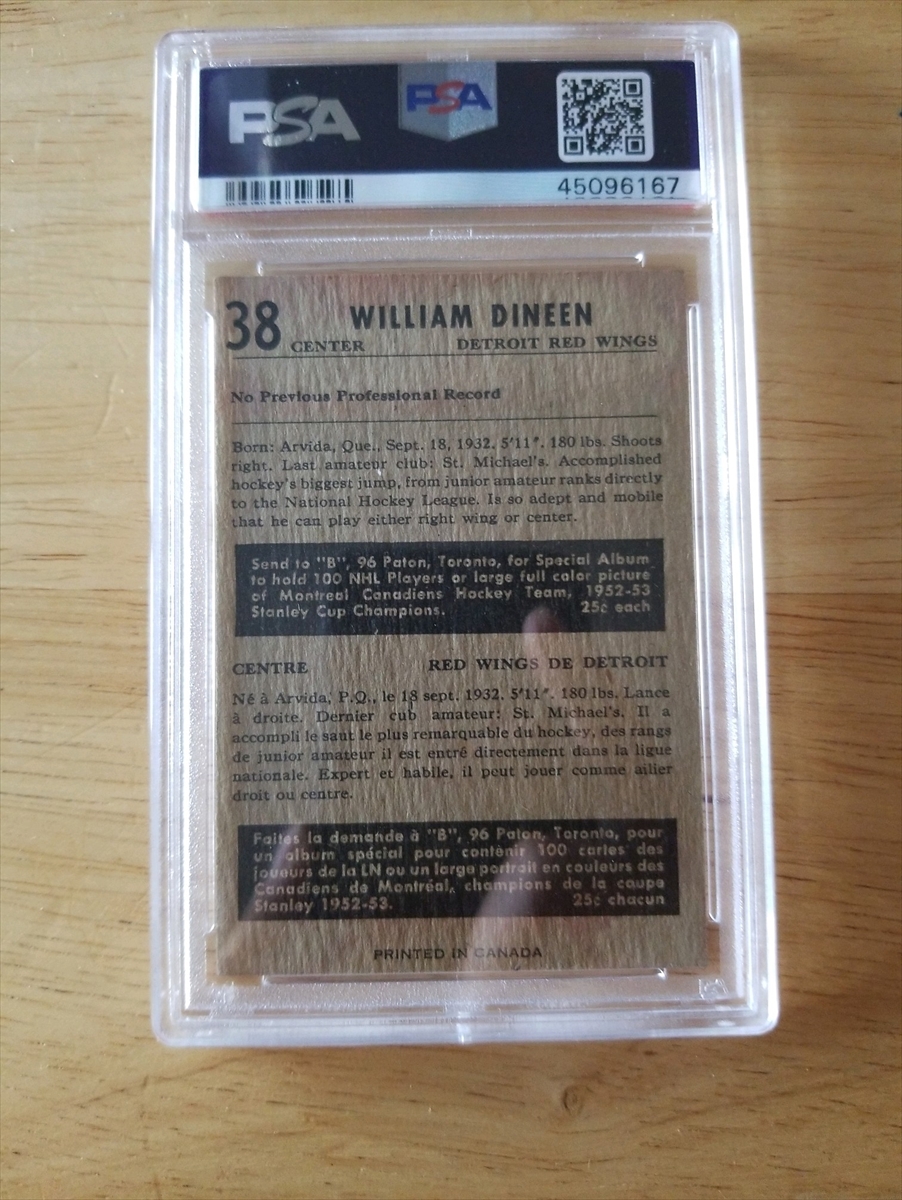 PSA
PSA
45096167
38 WILLIAM DINEEN
CENTER DETROIT RED WINGS
No Previous Professional Record
Born: Arvida, Que., Sept. 18, 1932. 5'11". 180 lbs. Shoots
right. Last amateur club: St. Michael's. Accomplished
hockey's biggest jump, from junior amateur ranks directly
to the National Hockey League. Is so adept and mobile
that he can play either right wing or center.
Send to "B", 96 Paton, Toronto, for Special Album
to hold 100 NHL Players or large full color picture
of Montreal Canadiens Hockey Team, 1952-53
Stanley Cup Champions. 25¢ each
CENTRE RED WINGS DE DETROIT
Né à Arvida, P.Q., le 18 sept. 1932. 5'11". 180 lbs. Lance
à droite. Dernier cub amateur: St. Michael's. Il a
accompli le saut le plus remarquable du hockey, des rangs
de junior amateur il est entré directement dans la ligue
nationale. Expert et habile, il peut jouer comme ailier
droit ou centre.
Faites la demande à "B", 96 Paton, Toronto, pour
un album spécial pour contenir 100 cartes des
joueurs de la LN ou un large portrait en couleurs des
Canadiens de Montréal, champions de la coupe
Stanley 1952-53. 25¢ chacun
PRINTED IN CANADA